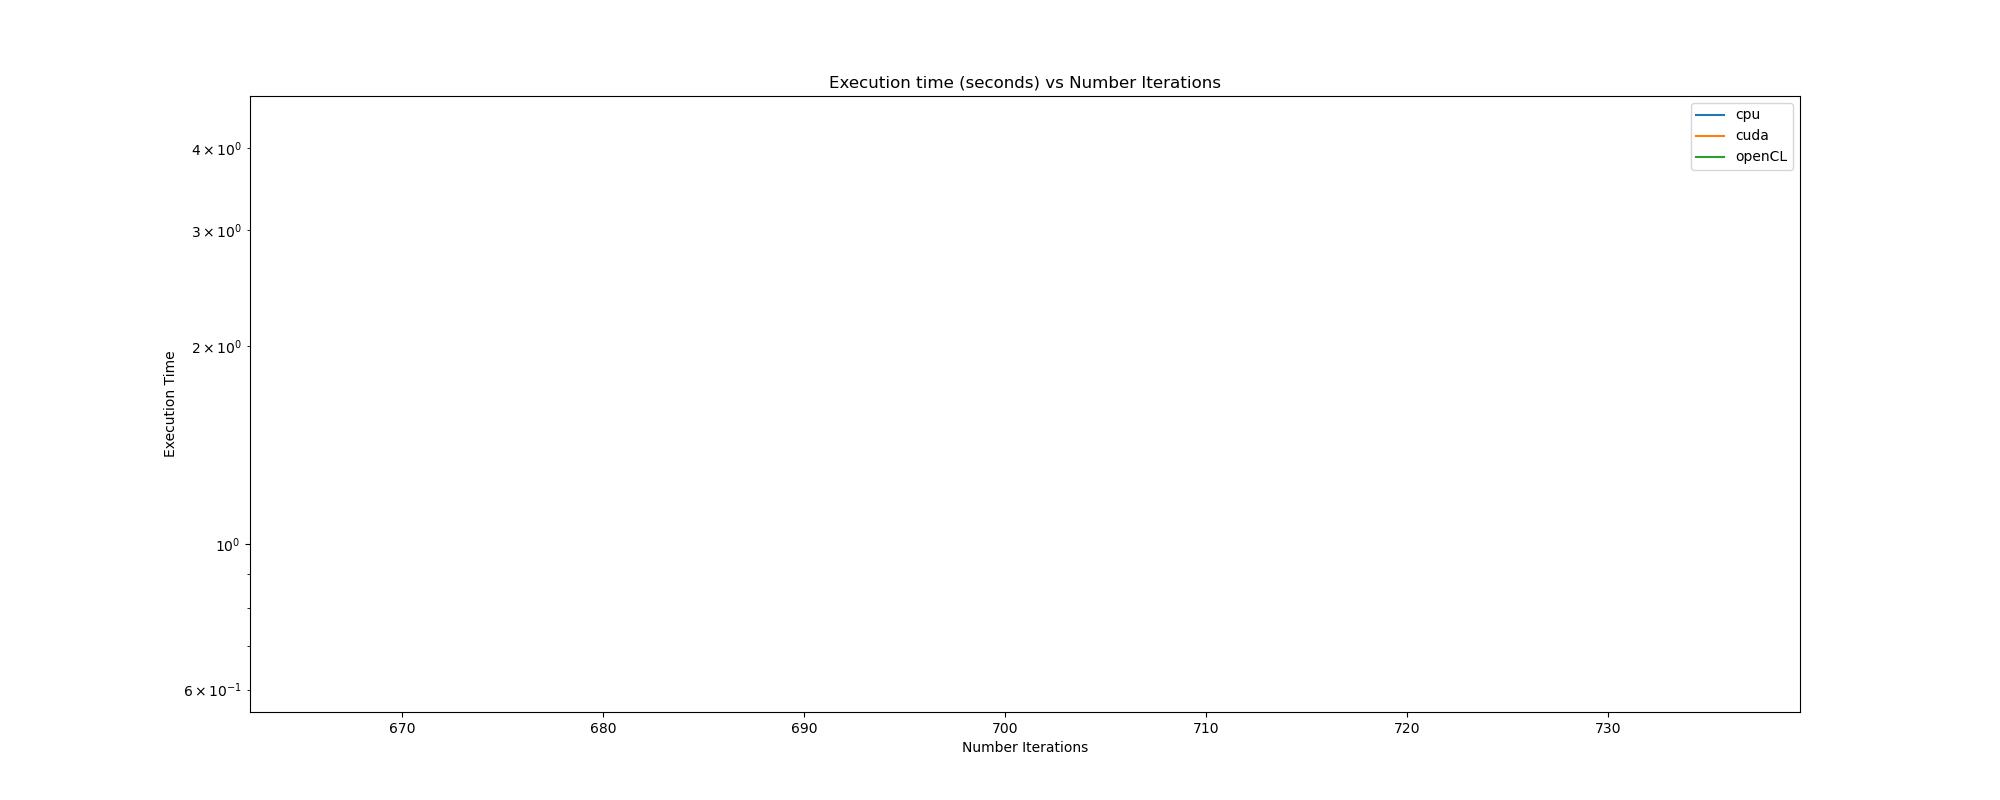 Execution time (seconds) vs Number Iterations
cpu
cuda
openCL
4 × 10⁰
3 × 10⁰
2 × 10⁰
10⁰
6 × 10⁻¹
Execution Time
670 680 690 700 710 720 730
Number Iterations